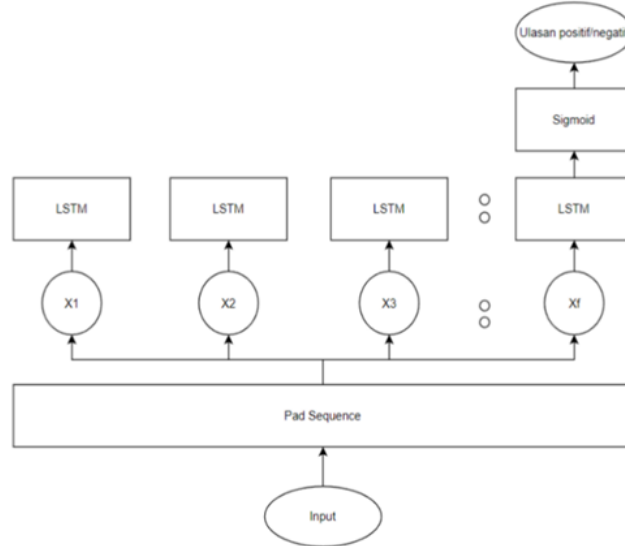 Ulasan positif/negati
Sigmoid
LSTM
LSTM
LSTM
LSTM
X1
X2
X3
Xf
Pad Sequence
Input